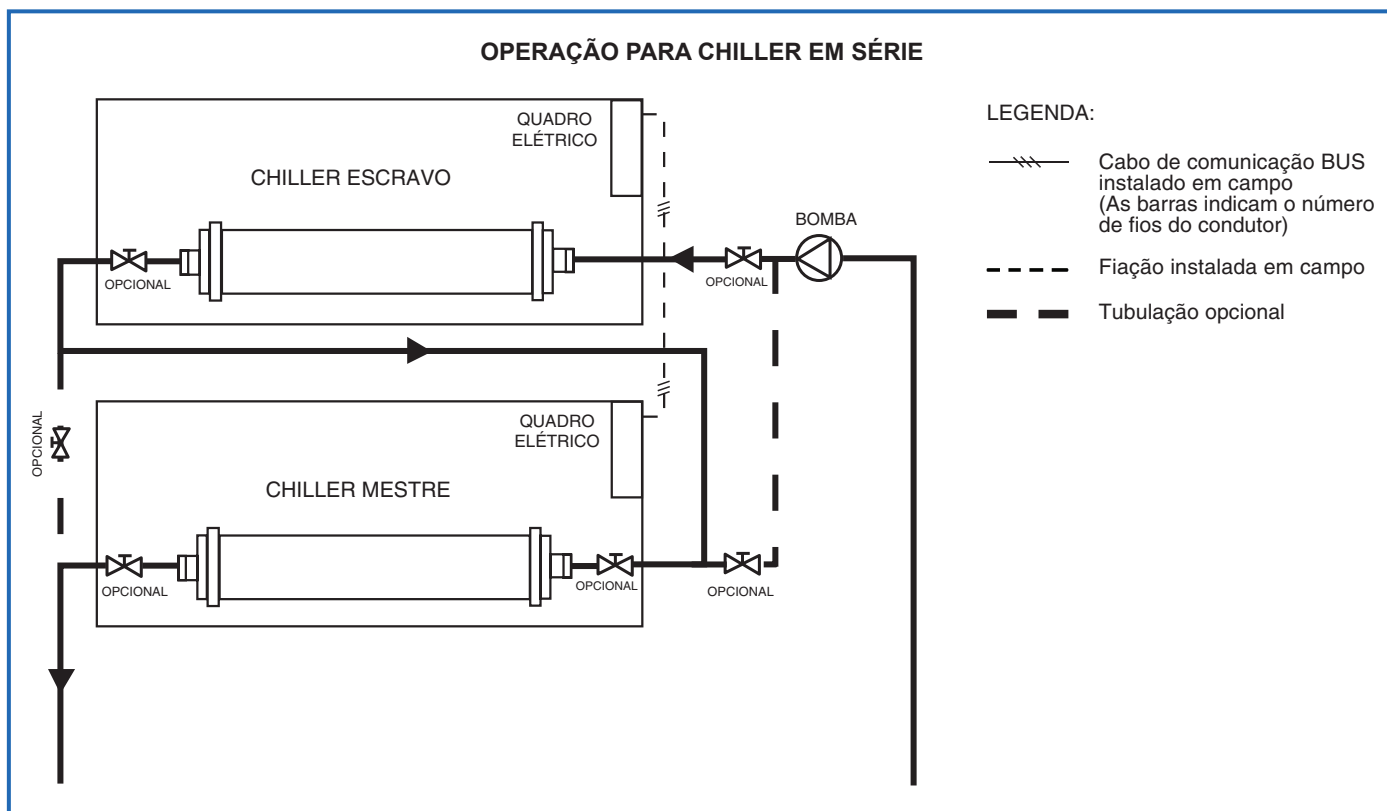 OPERAÇÃO PARA CHILLER EM SÉRIE
QUADRO
ELÉTRICO
CHILLER ESCRAVO
BOMBA
OPCIONAL
OPCIONAL
OPCIONAL
QUADRO
ELÉTRICO
CHILLER MESTRE
OPCIONAL
OPCIONAL
OPCIONAL
LEGENDA:
Cabo de comunicação BUS
instalado em campo
(As barras indicam o número
de fios do condutor)
Fiação instalada em campo
Tubulação opcional